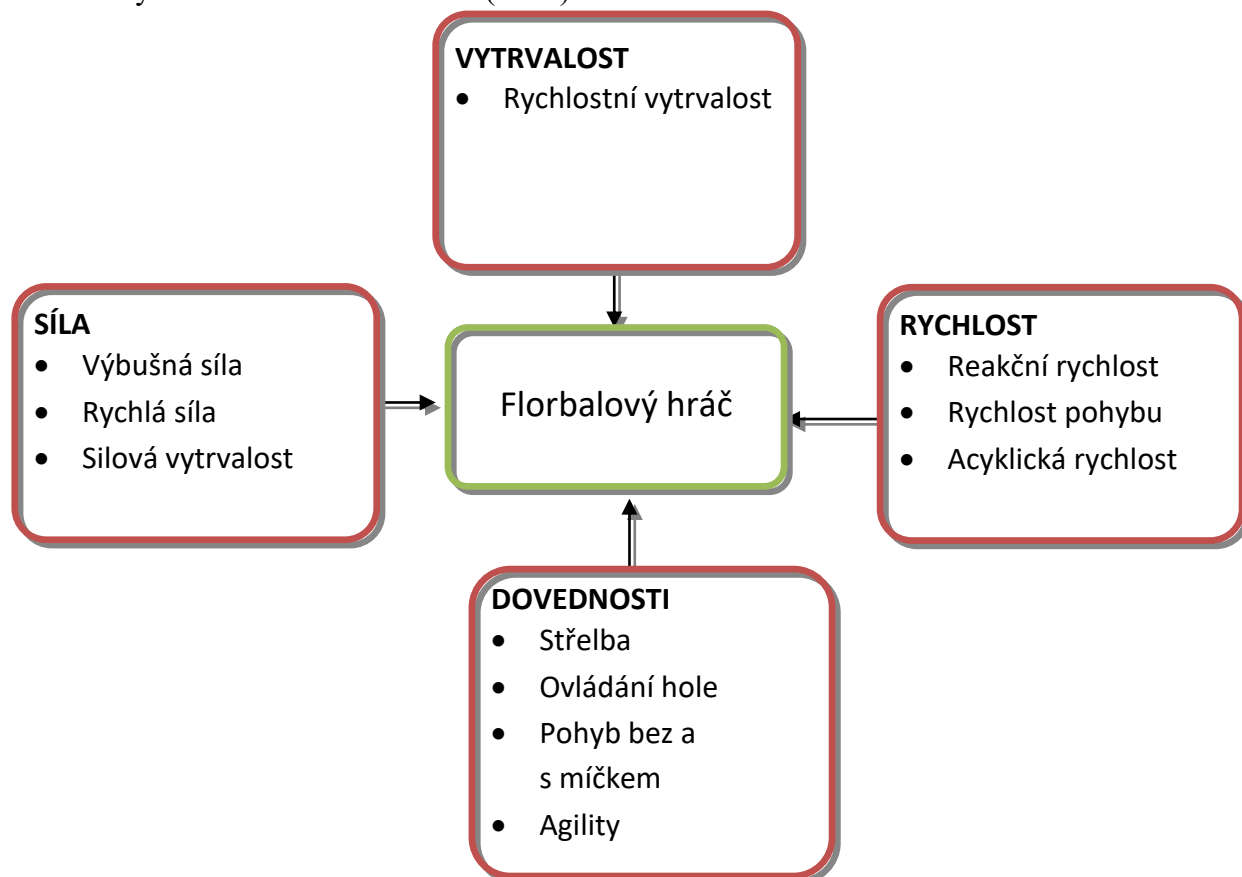 VYTRVALOST
• Rychlostní vytrvalost
SÍLA
• Výbušná síla
• Rychlá síla
• Silová vytrvalost
Florbalový hráč
RYCHLOST
• Reakční rychlost
• Rychlost pohybu
• Acyklická rychlost
DOVEDNOSTI
• Střelba
• Ovládání hole
• Pohyb bez a
s míčkem
• Agility